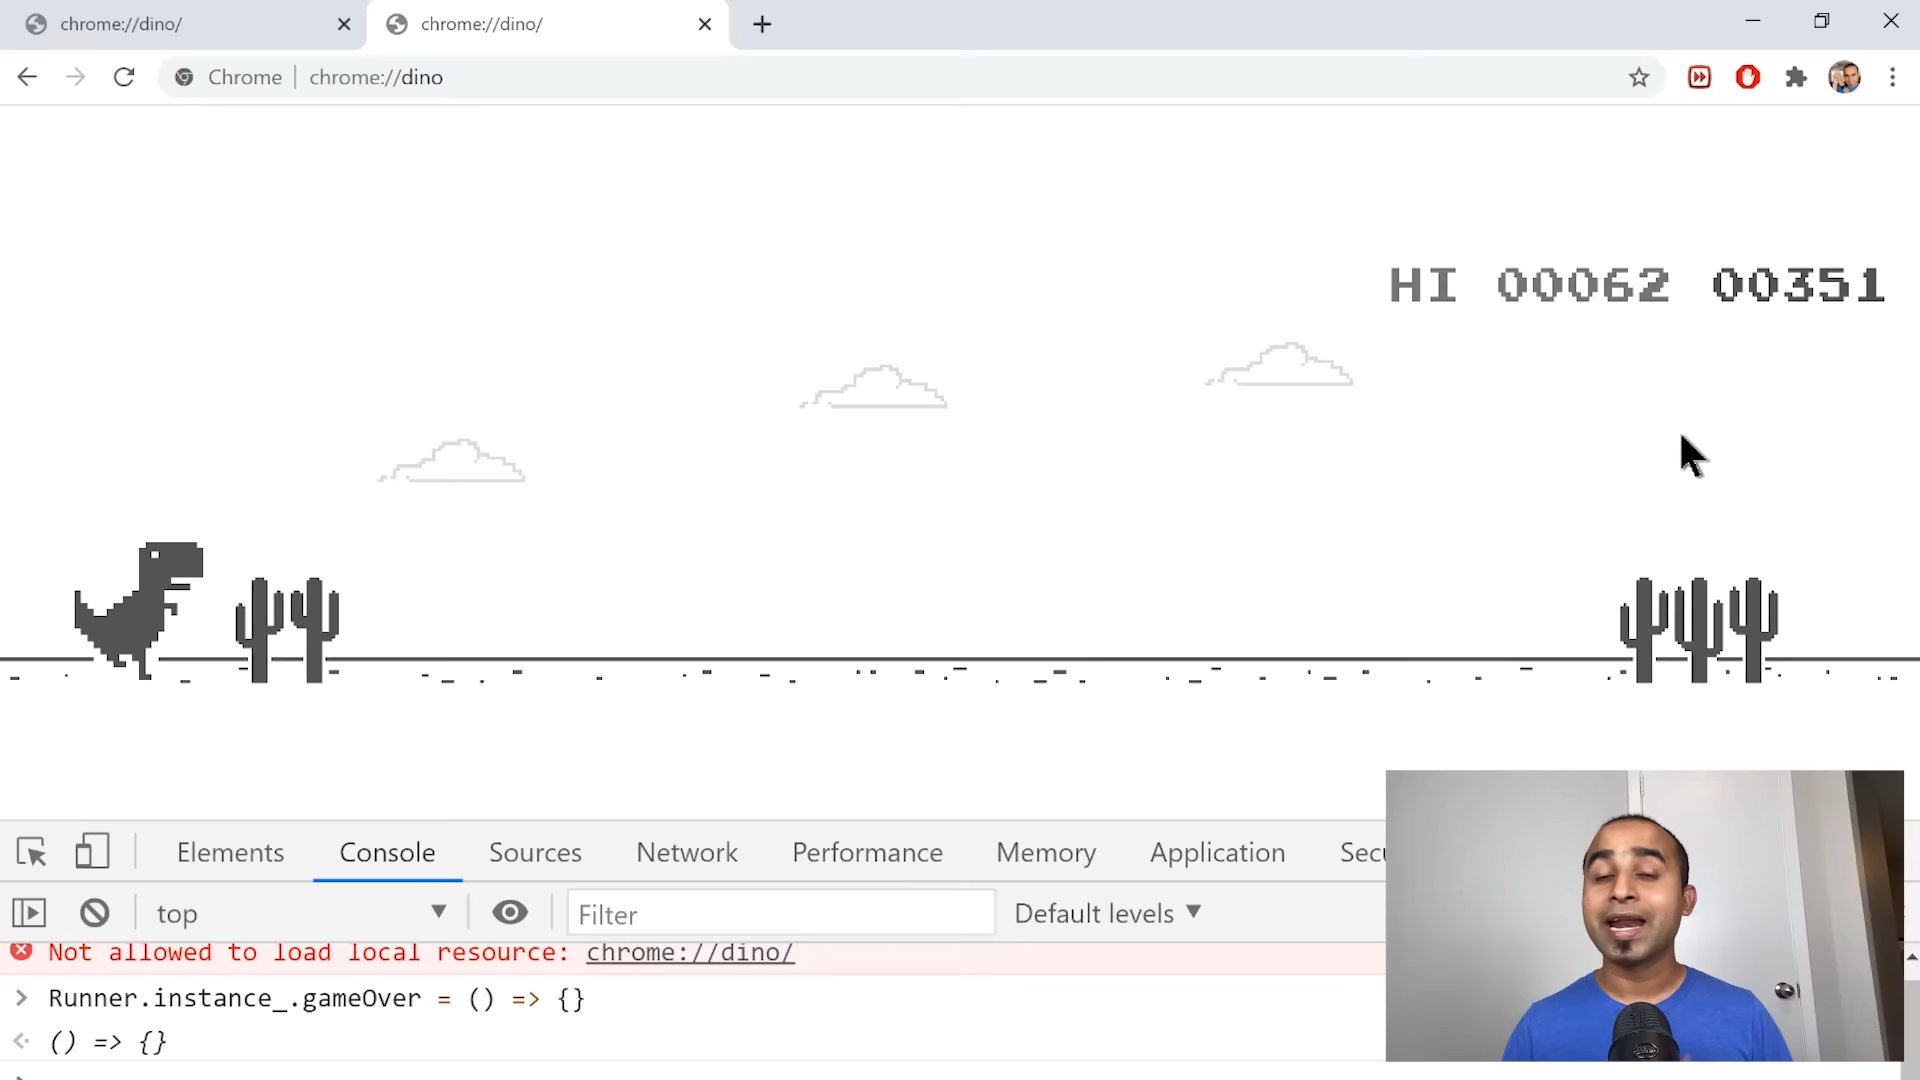 chrome://dino/
chrome://dino/
Chrome | chrome://dino
HI 00062 00351
Elements Console Sources Network Performance Memory Application Secu
top Filter Default levels
Not allowed to load local resource: chrome://dino/
Runner.instance_.gameOver = () => {}
() => {}